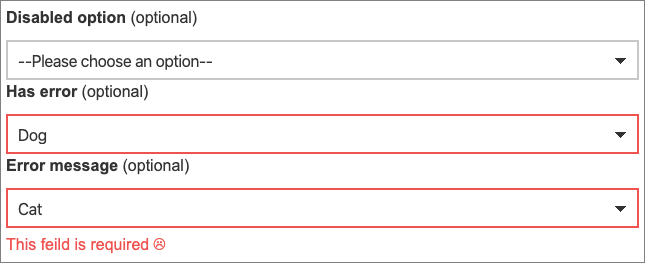 Disabled option (optional)
--Please choose an option--
Has error (optional)
Dog
Error message (optional)
Cat
This feild is required ☹